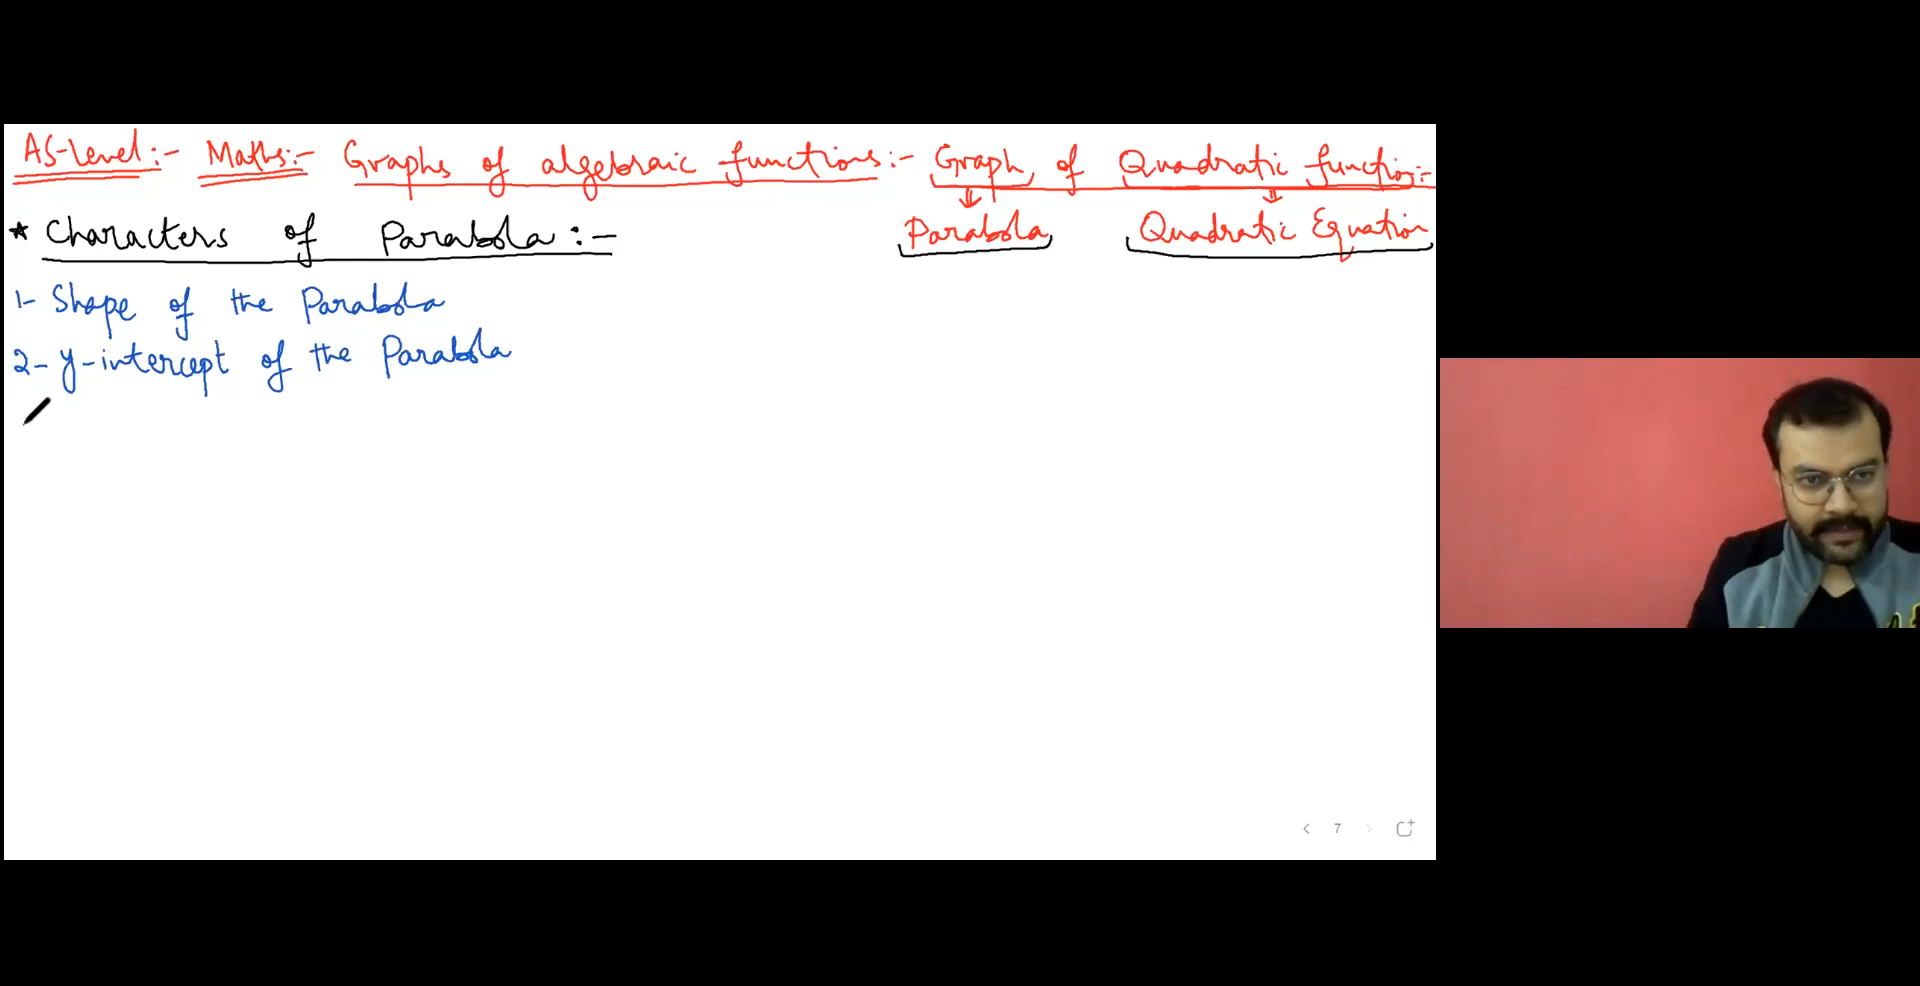 AS-Level:- Maths:- Graphs of algebraic functions:- Graph of Quadratic function:-
* Characters of Parabola:- Parabola Quadratic Equation
1- Shape of the Parabola
2- y-intercept of the Parabola
7